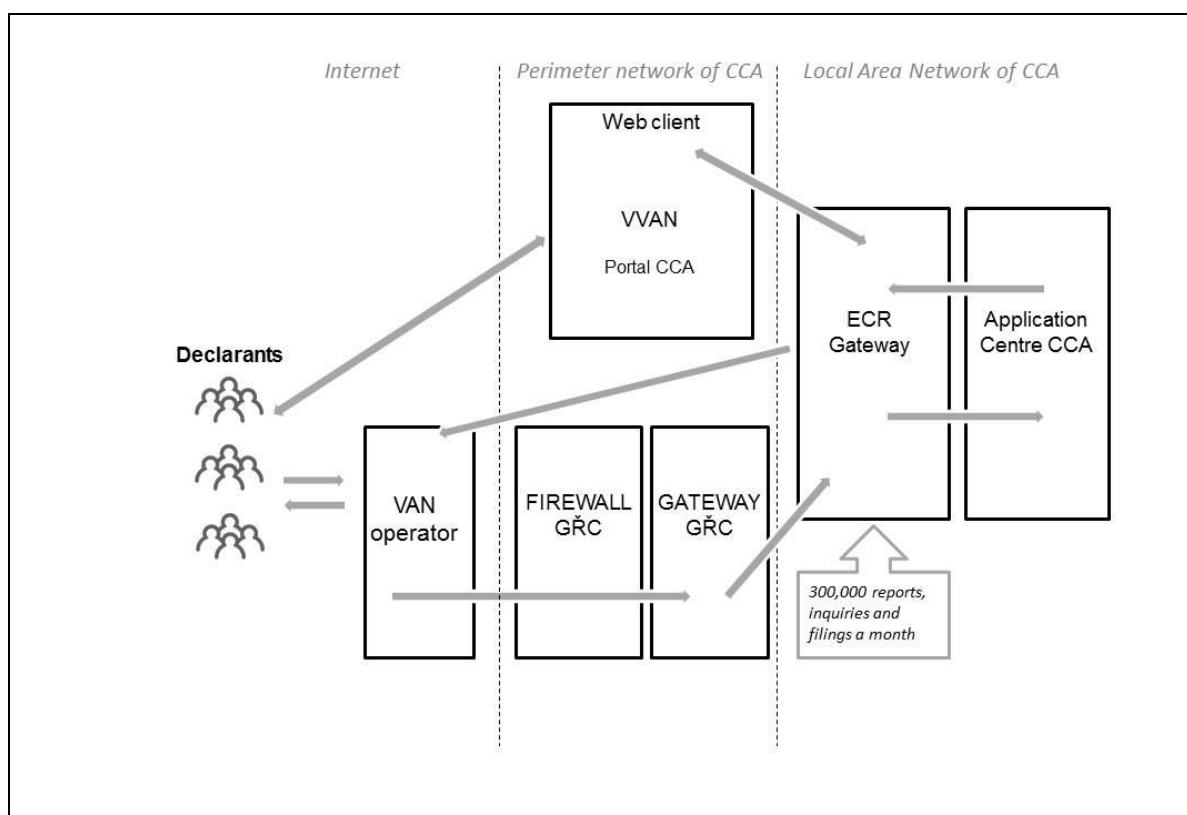 Internet
Perimeter network of CCA
Local Area Network of CCA
Web client
VVAN
Portal CCA
ECR
Gateway
Application
Centre CCA
Declarants
VAN
operator
FIREWALL
GŘC
GATEWAY
GŘC
300,000 reports,
inquiries and
filings a month